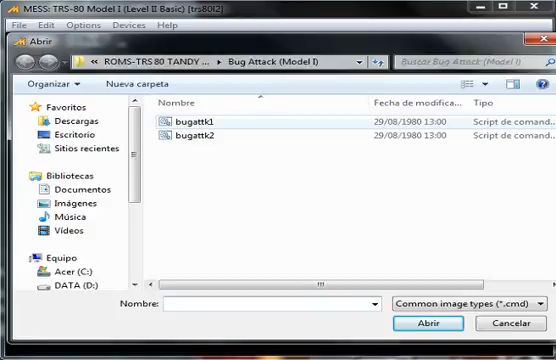 MESS: TRS-80 Model I (Level II Basic) [trs80l2]
File Edit Options Devices Help
Abrir
« ROMS-TRS 80 TANDY ... ▸ Bug Attack (Model I) Buscar Bug Attack (Model I)
Organizar Nueva carpeta
Favoritos
Descargas
Escritorio
Sitios recientes
Bibliotecas
Documentos
Imágenes
Música
Vídeos
Equipo
Acer (C:)
DATA (D:)
Nombre Fecha de modifica... Tipo
bugattk1 29/08/1980 13:00 Script de comand...
bugattk2 29/08/1980 13:00 Script de comand...
Nombre: Common image types (*.cmd)
Abrir Cancelar